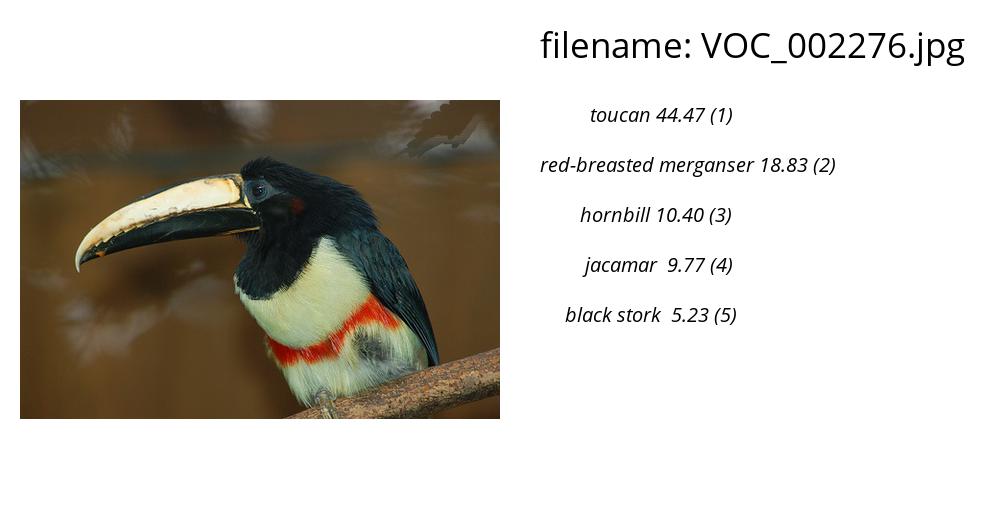 filename: VOC_002276.jpg
toucan 44.47 (1)
red-breasted merganser 18.83 (2)
hornbill 10.40 (3)
jacamar 9.77 (4)
black stork 5.23 (5)